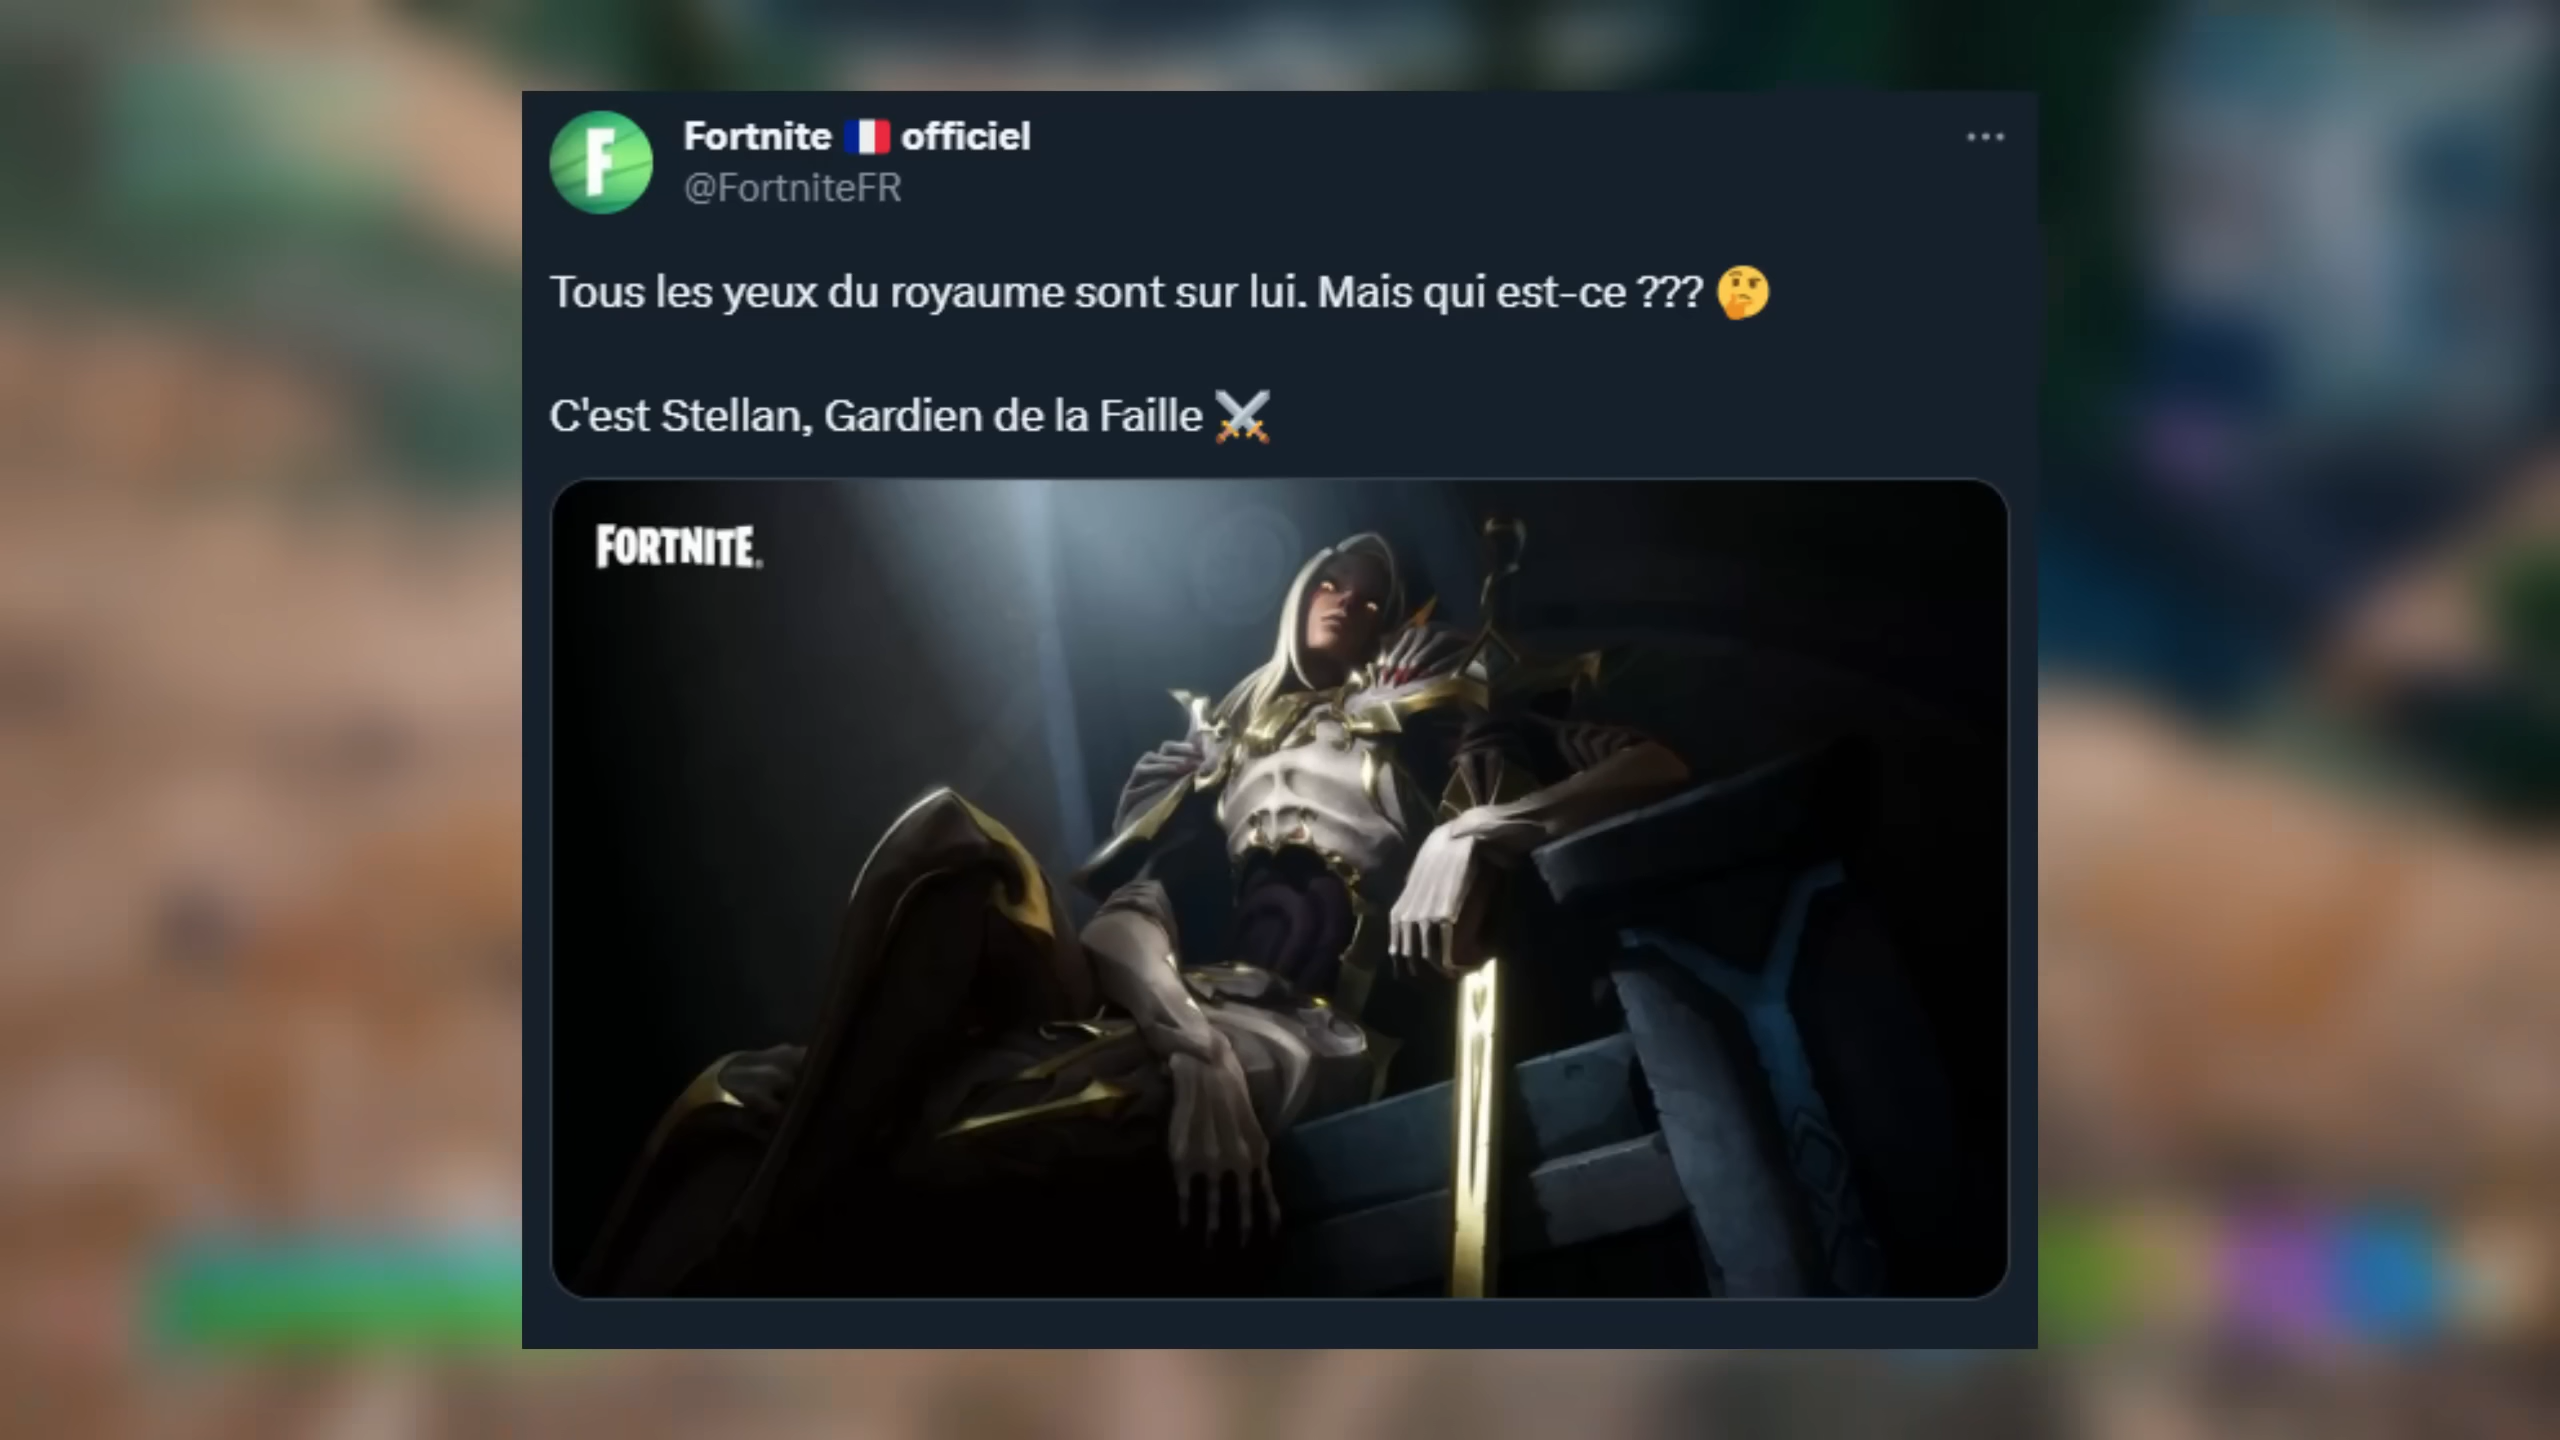 Fortnite 🇫🇷 officiel
@FortniteFR
Tous les yeux du royaume sont sur lui. Mais qui est-ce ??? 🤔
C'est Stellan, Gardien de la Faille ⚔️
FORTNITE.